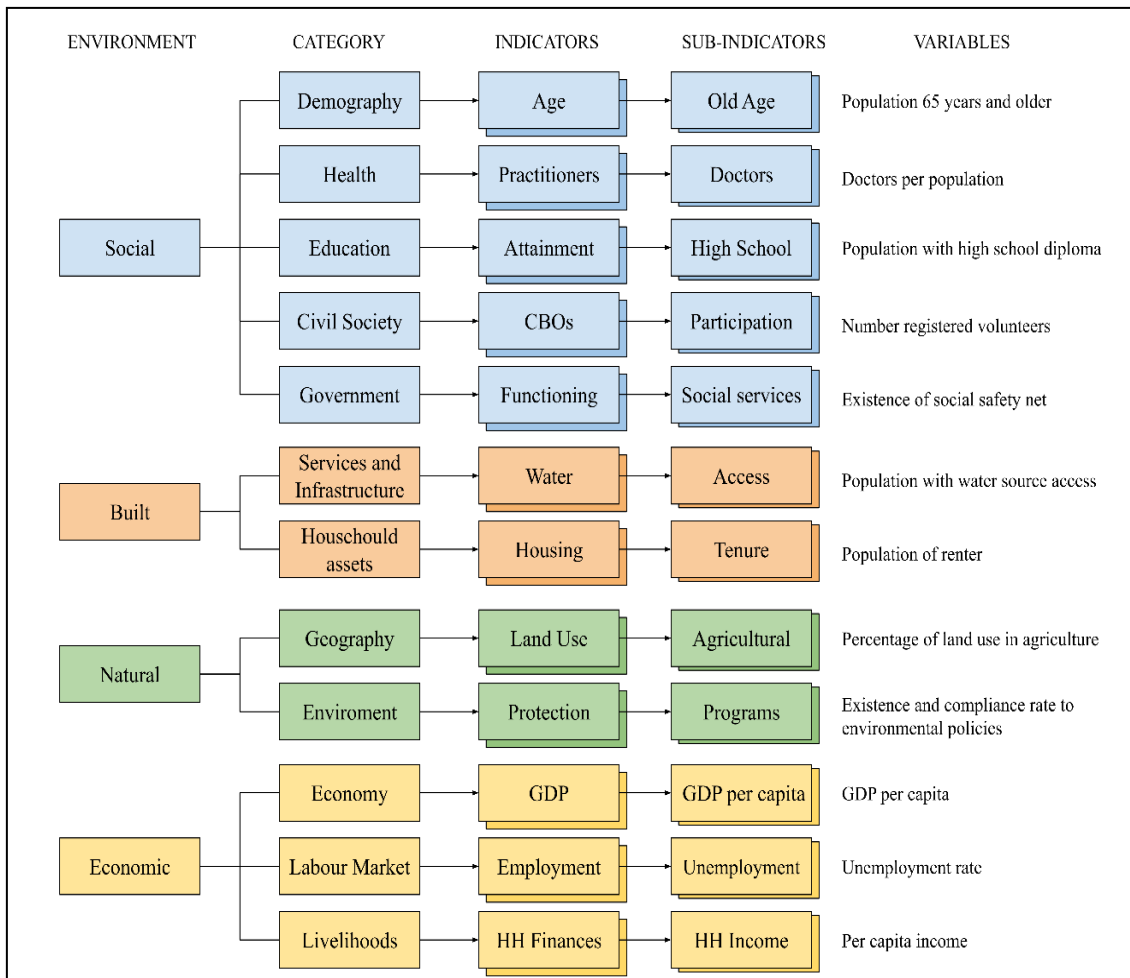 ENVIRONMENT CATEGORY INDICATORS SUB-INDICATORS VARIABLES
Demography Age Old Age Population 65 years and older
Health Practitioners Doctors Doctors per population
Social Education Attainment High School Population with high school diploma
Civil Society CBOs Participation Number registered volunteers
Government Functioning Social services Existence of social safety net
Services and
Infrastructure Water Access Population with water source access
Built
Houschould
assets Housing Tenure Population of renter
Geography Land Use Agricultural Percentage of land use in agriculture
Natural
Enviroment Protection Programs Existence and compliance rate to
environmental policies
Economy GDP GDP per capita GDP per capita
Economic Labour Market Employment Unemployment Unemployment rate
Livelihoods HH Finances HH Income Per capita income